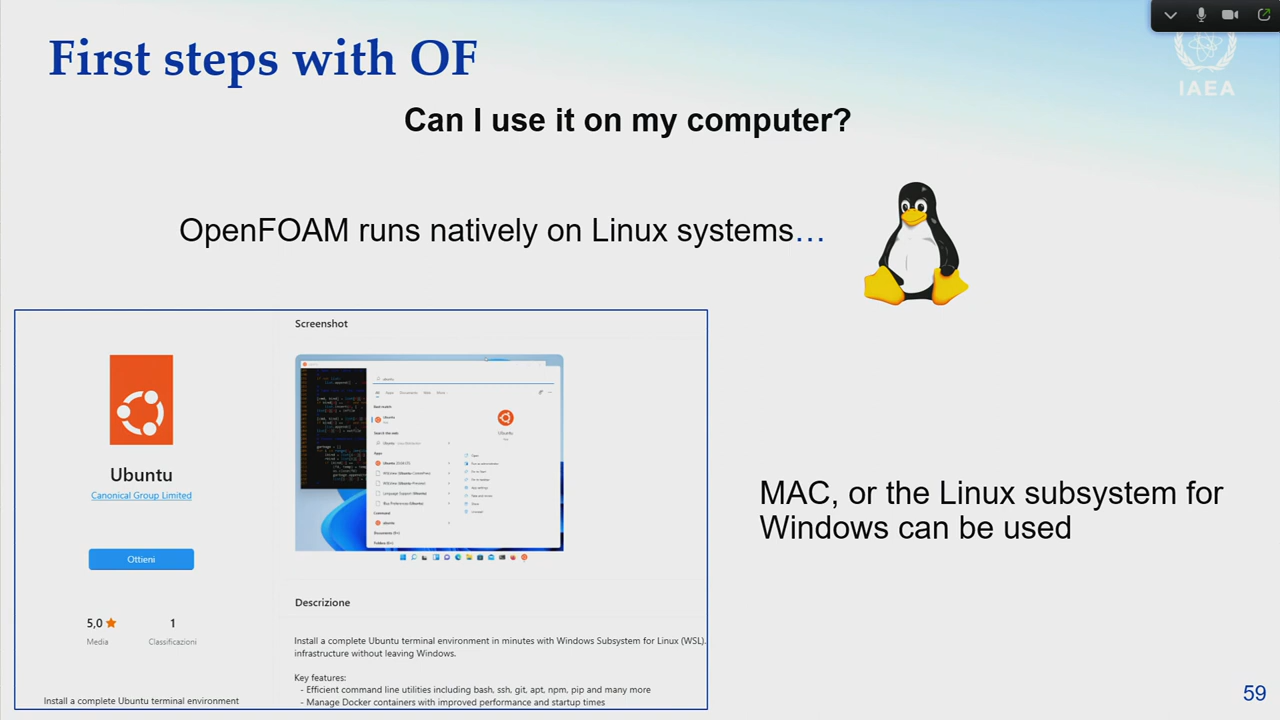 First steps with OF
IAEA
Can I use it on my computer?
OpenFOAM runs natively on Linux systems…
Screenshot
Ubuntu
Canonical Group Limited
Ottieni
5,0
1
Media
Classificazioni
Install a complete Ubuntu terminal environment
Descrizione
Install a complete Ubuntu terminal environment in minutes with Windows Subsystem for Linux (WSL).
infrastructure without leaving Windows.
Key features:
- Efficient command line utilities including bash, ssh, git, apt, npm, pip and many more
- Manage Docker containers with improved performance and startup times
MAC, or the Linux subsystem for
Windows can be used
59